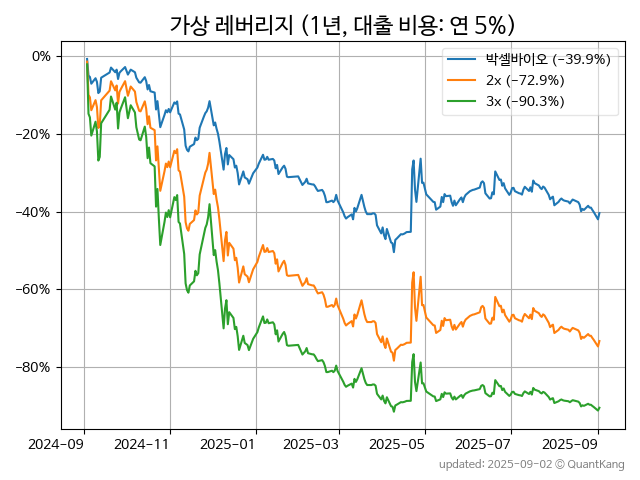 가상 레버리지 (1년, 대출 비용: 연 5%)
박셀바이오 (−39.9%)
2x (−72.9%)
3x (−90.3%)
0%
−20%
−40%
−60%
−80%
2024-09 2024-11 2025-01 2025-03 2025-05 2025-07 2025-09
updated: 2025-09-02 © QuantKang